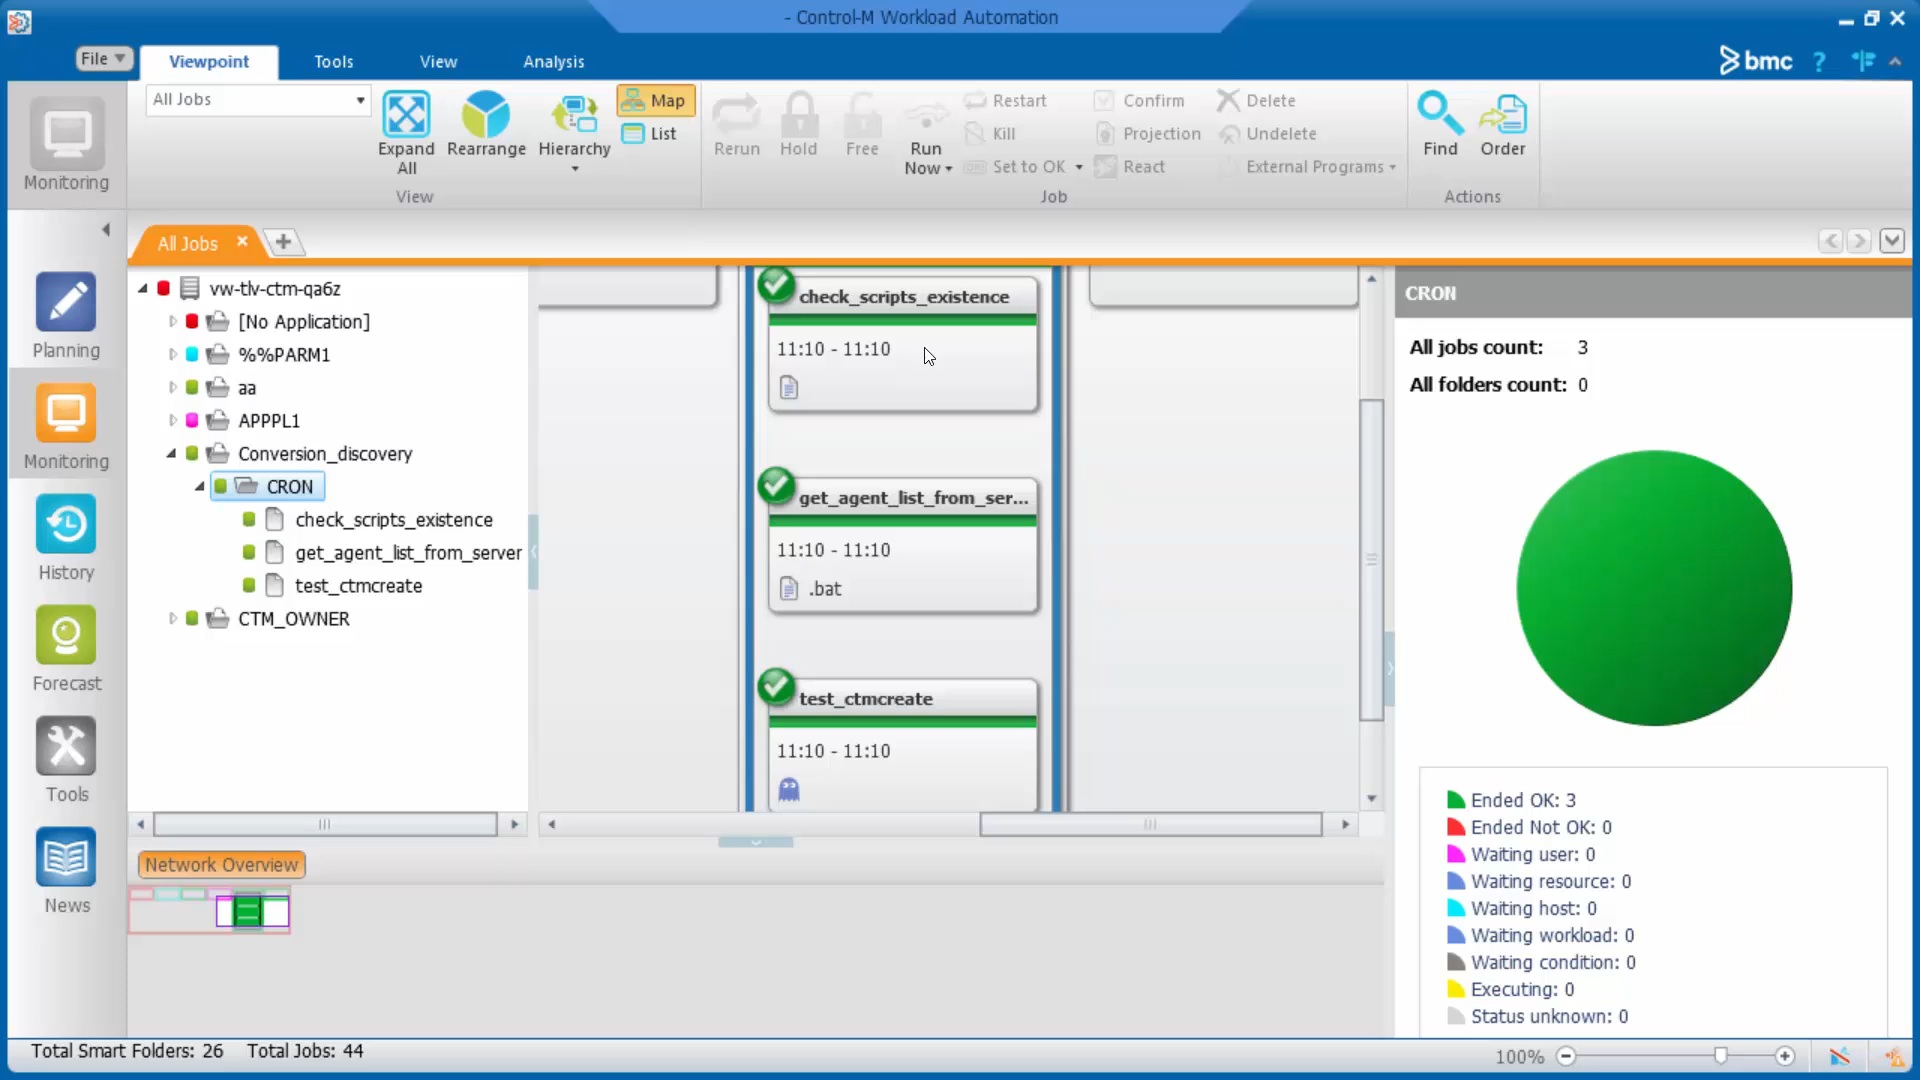 - Control-M Workload Automation
File
Viewpoint
Tools
View
Analysis
bmc
?
All Jobs
Expand
All
Rearrange
Hierarchy
Map
List
View
Rerun
Hold
Free
Run
Now
Restart
Kill
Set to OK
Confirm
Projection
React
Delete
Undelete
External Programs
Job
Find
Order
Actions
Monitoring
Planning
Monitoring
History
Forecast
Tools
News
All Jobs
vw-tlv-ctm-qa6z
[No Application]
%%PARM1
aa
APPPL1
Conversion_discovery
CRON
check_scripts_existence
get_agent_list_from_server
test_ctmcreate
CTM_OWNER
check_scripts_existence
11:10 - 11:10
get_agent_list_from_ser...
11:10 - 11:10
.bat
test_ctmcreate
11:10 - 11:10
CRON
All jobs count: 3
All folders count: 0
Ended OK: 3
Ended Not OK: 0
Waiting user: 0
Waiting resource: 0
Waiting host: 0
Waiting workload: 0
Waiting condition: 0
Executing: 0
Status unknown: 0
Network Overview
Total Smart Folders: 26 Total Jobs: 44
100%